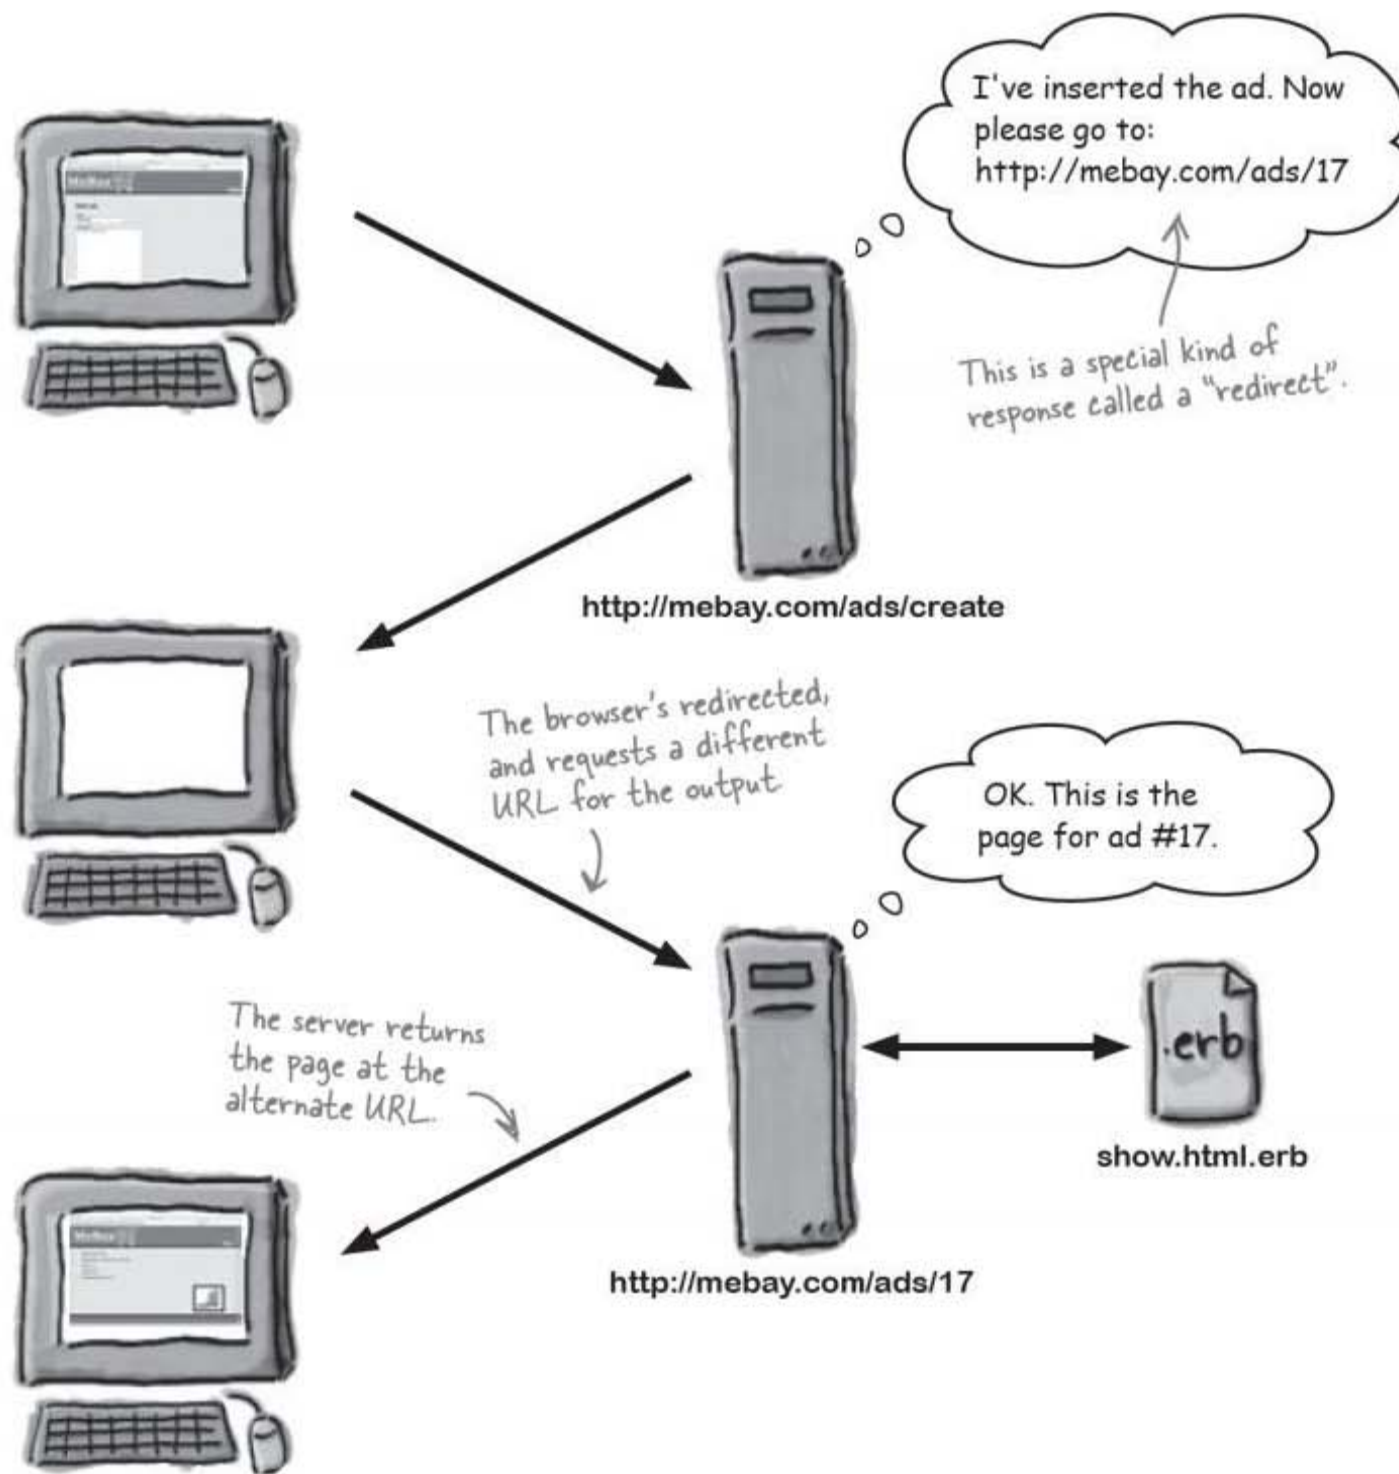 I've inserted the ad. Now
please go to:
http://mebay.com/ads/17
This is a special kind of
response called a "redirect".
http://mebay.com/ads/create
The browser's redirected,
and requests a different
URL for the output
OK. This is the
page for ad #17.
The server returns
the page at the
alternate URL.
.erb
show.html.erb
MeBay
http://mebay.com/ads/17